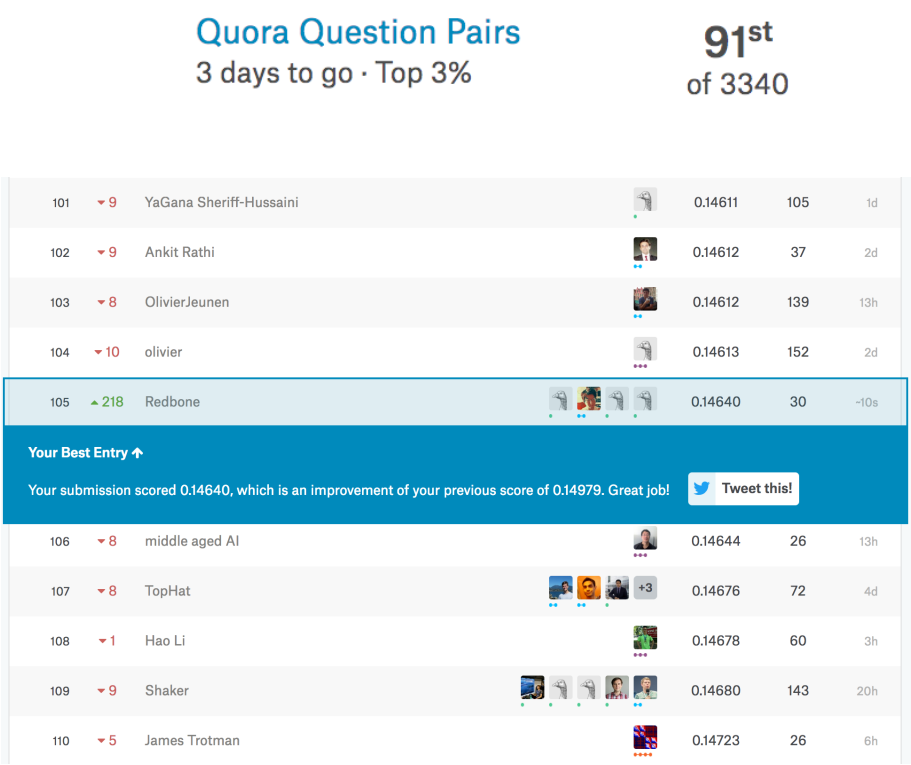 Quora Question Pairs
3 days to go · Top 3%
91st
of 3340
101 9 YaGana Sheriff-Hussaini 0.14611 105 1d
102 9 Ankit Rathi 0.14612 37 2d
103 8 OlivierJeunen 0.14612 139 13h
104 10 olivier 0.14613 152 2d
105 218 Redbone 0.14640 30 ~10s
Your Best Entry
Your submission scored 0.14640, which is an improvement of your previous score of 0.14979. Great job! Tweet this!
106 8 middle aged AI 0.14644 26 13h
107 8 TopHat +3 0.14676 72 4d
108 1 Hao Li 0.14678 60 3h
109 9 Shaker 0.14680 143 20h
110 5 James Trotman 0.14723 26 6h